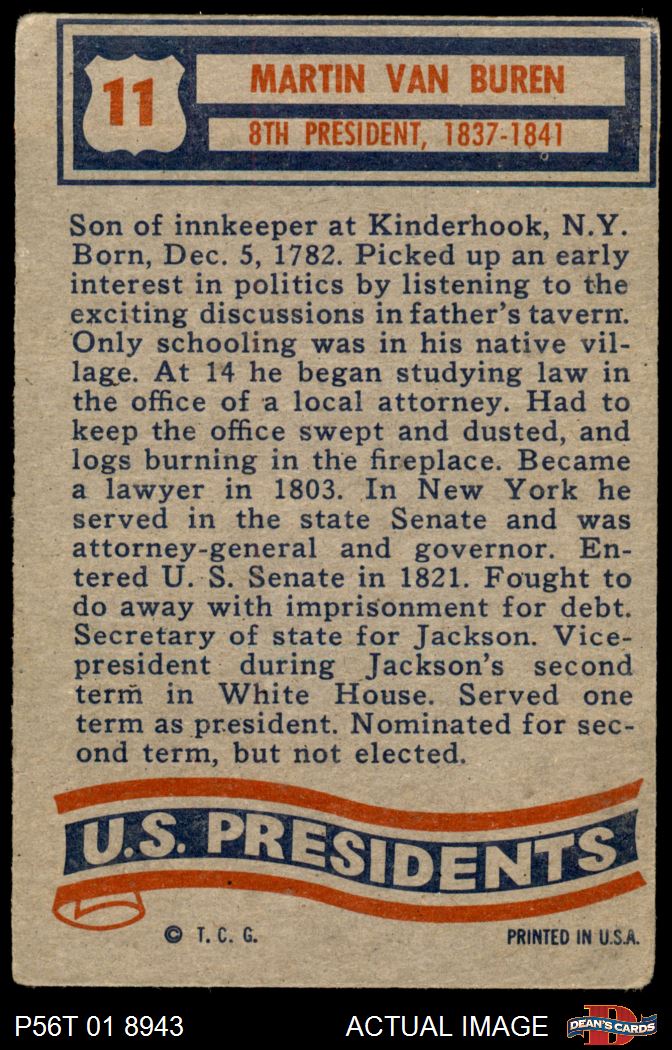 11
MARTIN VAN BUREN
8TH PRESIDENT, 1837-1841
Son of innkeeper at Kinderhook, N.Y.
Born, Dec. 5, 1782. Picked up an early
interest in politics by listening to the
exciting discussions in father's tavern.
Only schooling was in his native vil-
lage. At 14 he began studying law in
the office of a local attorney. Had to
keep the office swept and dusted, and
logs burning in the fireplace. Became
a lawyer in 1803. In New York he
served in the state Senate and was
attorney-general and governor. En-
tered U. S. Senate in 1821. Fought to
do away with imprisonment for debt.
Secretary of state for Jackson. Vice-
president during Jackson's second
term in White House. Served one
term as president. Nominated for sec-
ond term, but not elected.
U.S. PRESIDENTS
© T. C. G.
PRINTED IN U.S.A.
P56T 01 8943
ACTUAL IMAGE
D
DEAN'S CARDS